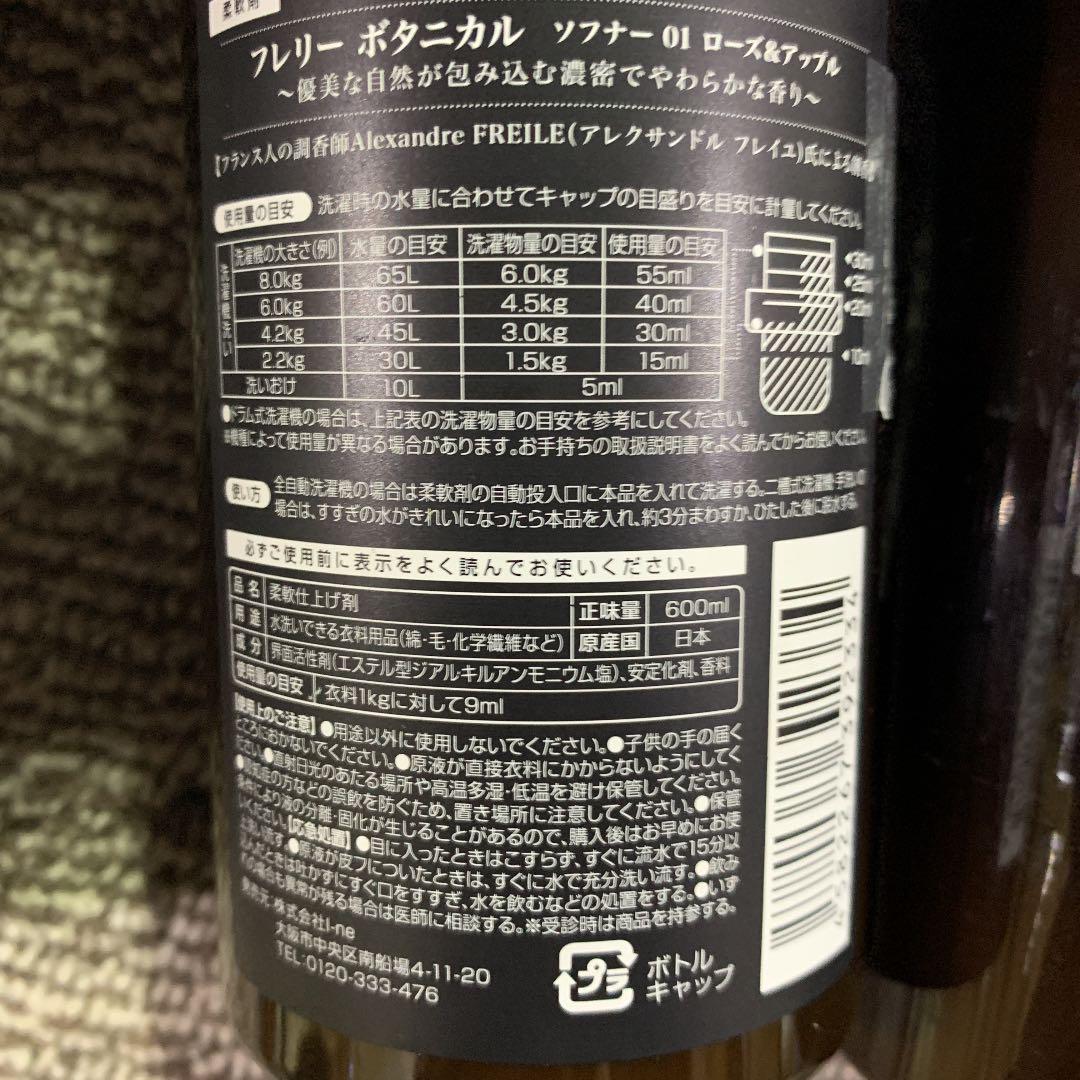 柔軟剤
フレリー ボタニカル ソフナー 01 ローズ&アップル
～優美な自然が包み込む濃密でやわらかな香り～
【フランス人の調香師Alexandre FREILE(アレクサンドル フレイユ)氏による
使用量の目安 洗濯時の水量に合わせてキャップの目盛りを目安に計量してください。
洗濯機洗い
洗濯機の大きさ(例) 水量の目安 洗濯物量の目安 使用量の目安
8.0kg 65L 6.0kg 55ml
6.0kg 60L 4.5kg 40ml
4.2kg 45L 3.0kg 30ml
2.2kg 30L 1.5kg 15ml
洗いおけ 10L 5ml
●ドラム式洗濯機の場合は、上記表の洗濯物量の目安を参考にしてください。
※機種によって使用量が異なる場合があります。お手持ちの取扱説明書をよく読んでからお使いください。
使い方 全自動洗濯機の場合は柔軟剤の自動投入口に本品を入れて洗濯する。二槽式洗濯機・手洗いの
場合は、すすぎの水がきれいになったら本品を入れ、約3分まわすか、ひたした後に脱水する。
必ずご使用前に表示をよく読んでお使いください。
品名 柔軟仕上げ剤 正味量 600ml
用途 水洗いできる衣料用品(綿・毛・化学繊維など) 原産国 日本
成分 界面活性剤(エステル型ジアルキルアンモニウム塩)、安定化剤、香料
使用量の目安 衣料1kgに対して9ml
【使用上のご注意】●用途以外に使用しないでください。●子供の手の届く
ところにおかないでください。●原液が直接衣料にかからないようにしてく
ださい。●直射日光のあたる場所や高温多湿・低温を避け保管してください。
の方などの誤飲を防ぐため、置き場所に注意してください。●保管
条件により液の分離・固化が生じることがあるので、購入後はお早めにお使
いください。【応急処置】●目に入ったときはこすらず、すぐに流水で15分以
上洗い流す。●原液が皮フについたときは、すぐに水で充分洗い流す。●飲み
込んだときは吐かずにすぐ口をすすぎ、水を飲むなどの処置をする。●いず
れの場合も異常が残る場合は医師に相談する。※受診時は商品を持参する。
発売元:株式会社I-ne
大阪市中央区南船場4-11-20
TEL:0120-333-476
プラ
ボトル
キャップ